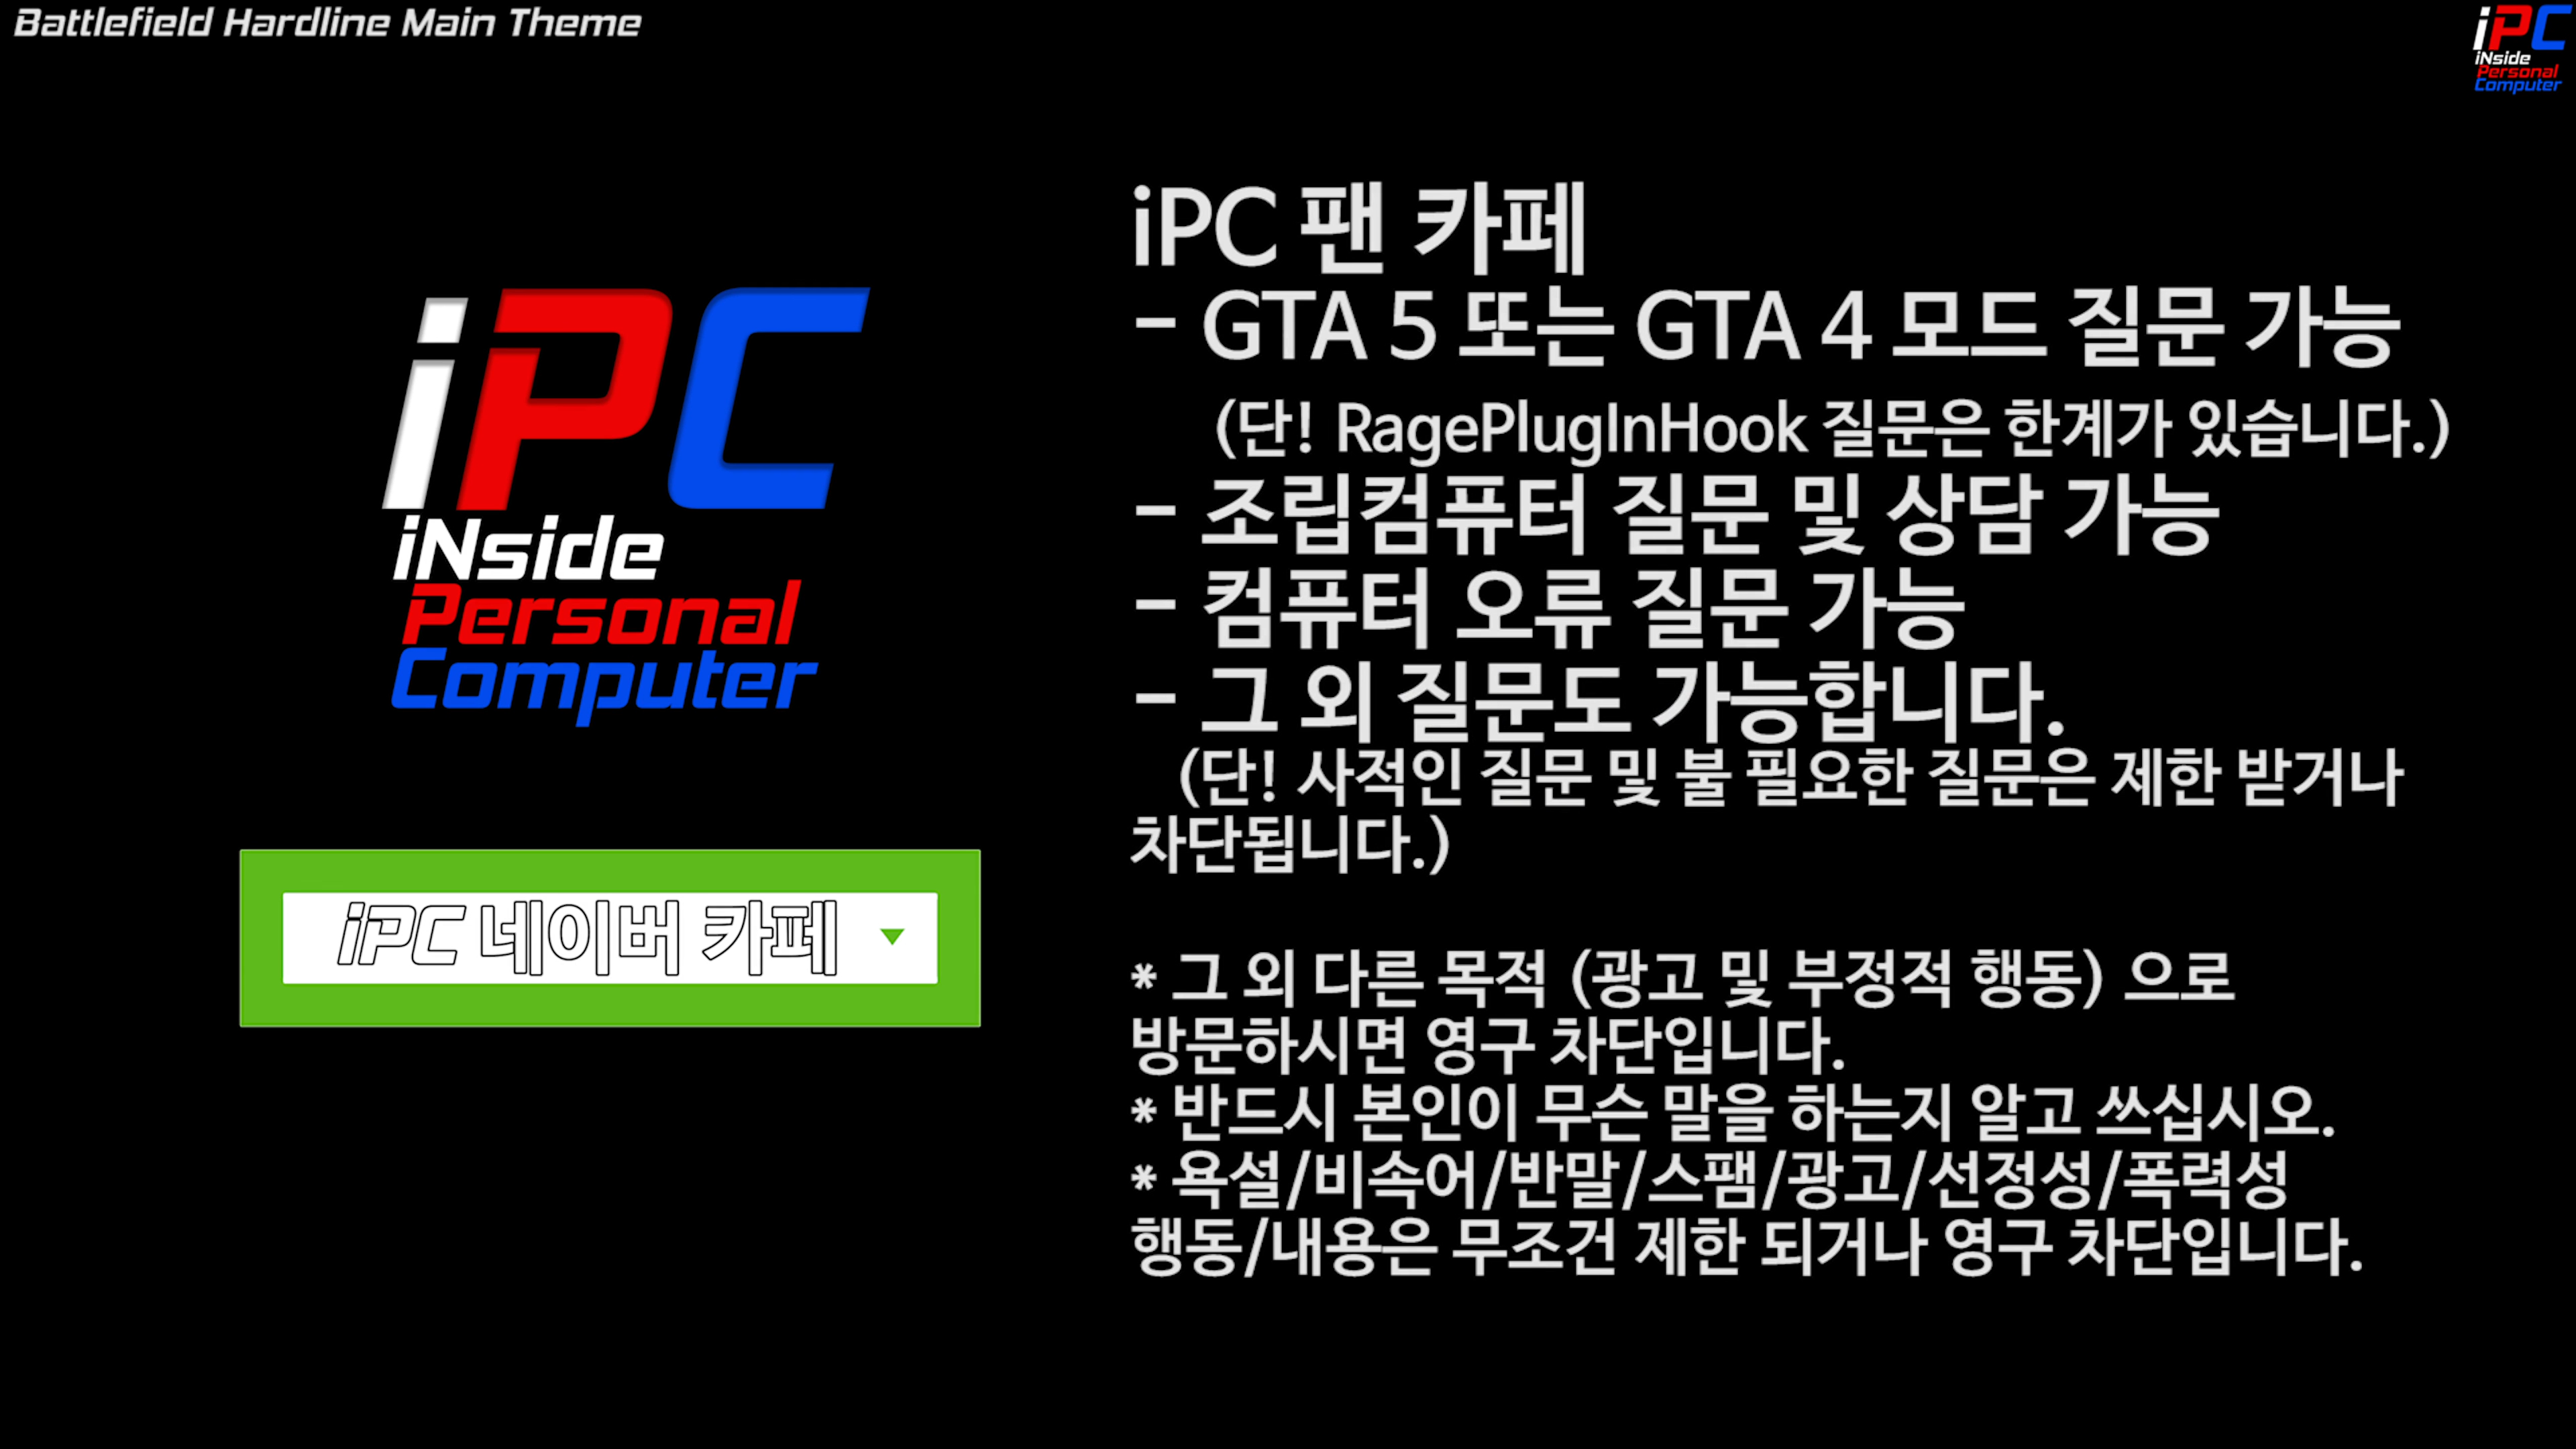 Battlefield Hardline Main Theme
iPC
iNside
Personal
Computer
iPC
iNside
Personal
Computer
iPC 네이버 카페
iPC 팬 카페
- GTA 5 또는 GTA 4 모드 질문 가능
(단! RagePlugInHook 질문은 한계가 있습니다.)
- 조립컴퓨터 질문 및 상담 가능
- 컴퓨터 오류 질문 가능
- 그 외 질문도 가능합니다.
(단! 사적인 질문 및 불 필요한 질문은 제한 받거나
차단됩니다.)
* 그 외 다른 목적 (광고 및 부정적 행동) 으로
방문하시면 영구 차단입니다.
* 반드시 본인이 무슨 말을 하는지 알고 쓰십시오.
* 욕설/비속어/반말/스팸/광고/선정성/폭력성
행동/내용은 무조건 제한 되거나 영구 차단입니다.